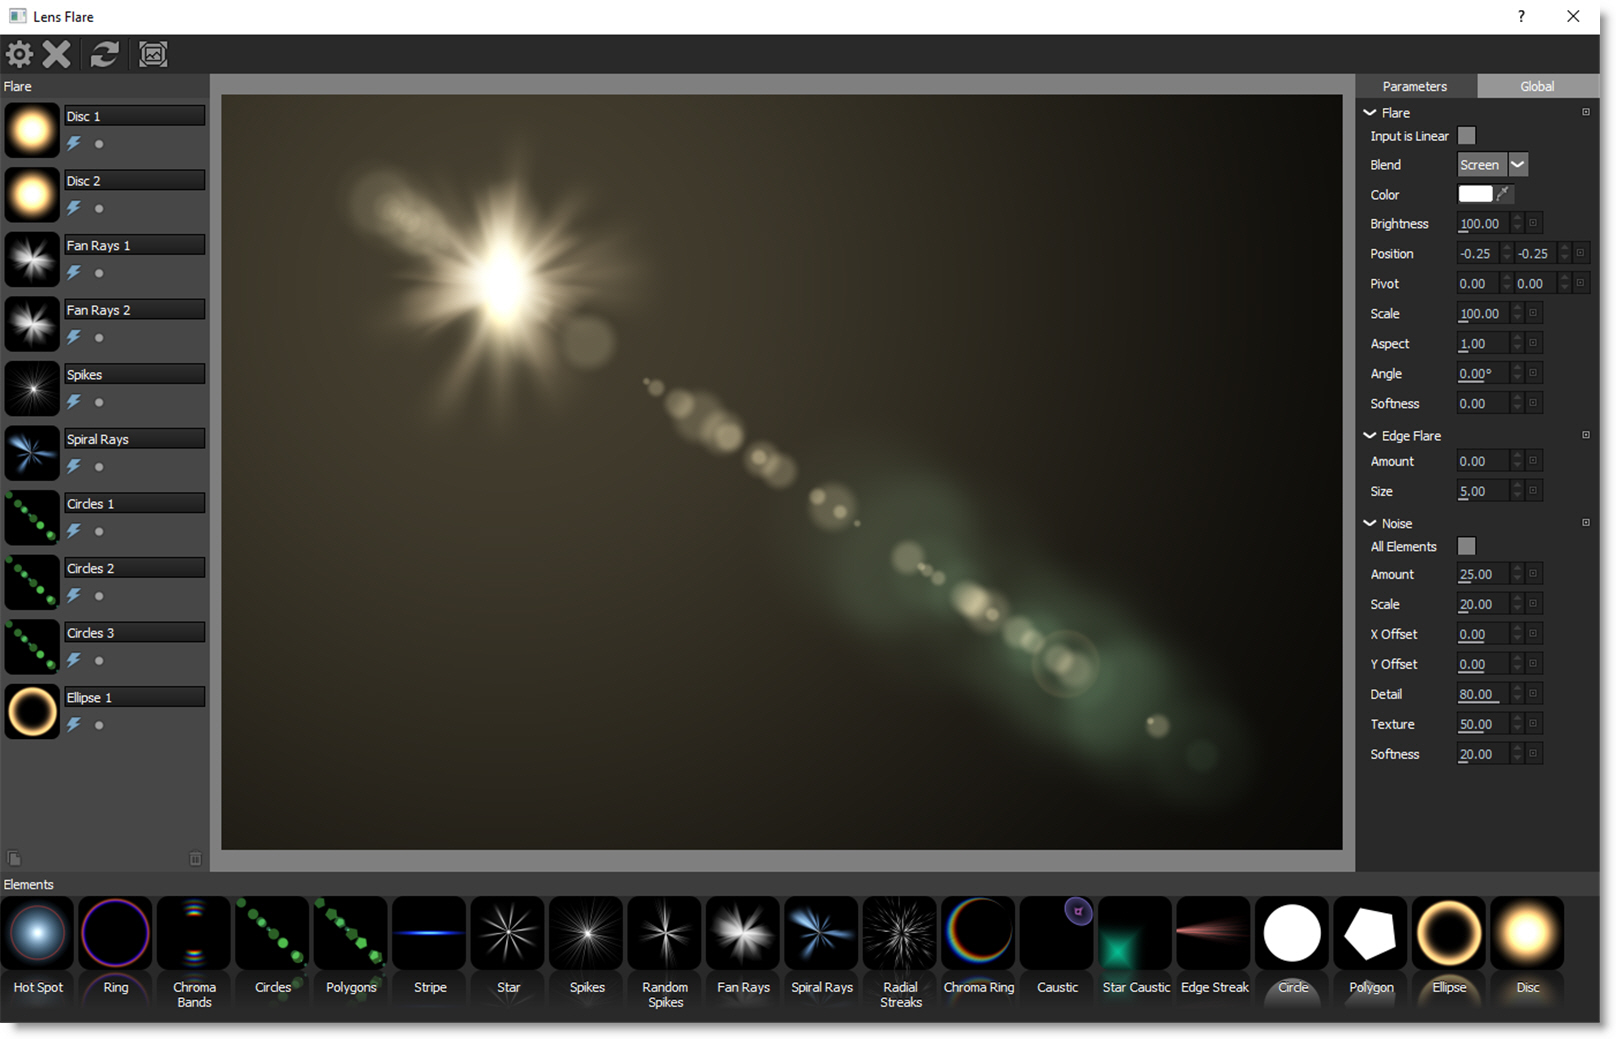 Lens Flare
?
Flare
Disc 1
Disc 2
Fan Rays 1
Fan Rays 2
Spikes
Spiral Rays
Circles 1
Circles 2
Circles 3
Ellipse 1
Parameters Global
Flare
Input is Linear
Blend Screen
Color
Brightness 100.00
Position -0.25 -0.25
Pivot 0.00 0.00
Scale 100.00
Aspect 1.00
Angle 0.00°
Softness 0.00
Edge Flare
Amount 0.00
Size 5.00
Noise
All Elements
Amount 25.00
Scale 20.00
X Offset 0.00
Y Offset 0.00
Detail 80.00
Texture 50.00
Softness 20.00
Elements
Hot Spot
Ring
Chroma
Bands
Circles
Polygons
Stripe
Star
Spikes
Random
Spikes
Fan Rays
Spiral Rays
Radial
Streaks
Chroma Ring
Caustic
Star Caustic
Edge Streak
Circle
Polygon
Ellipse
Disc